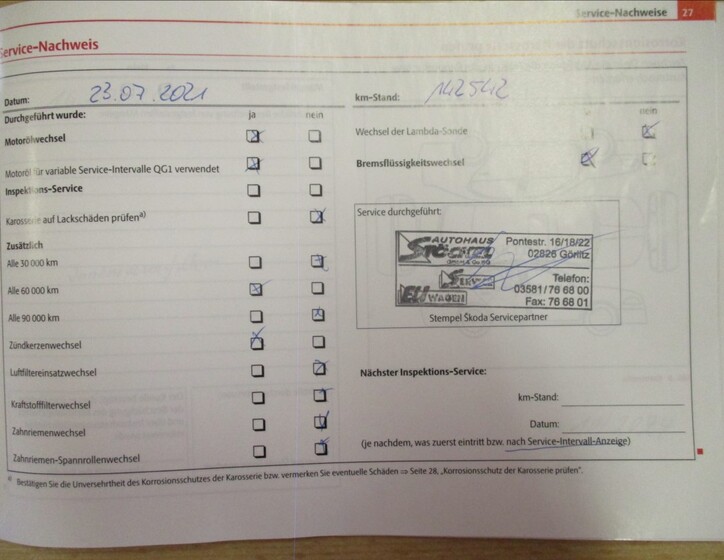 Service-Nachweise 27
Service-Nachweis
Datum: 23.07.2021
km-Stand: 142542
Durchgeführt wurde: ja nein
nein
Motorölwechsel
Wechsel der Lambda-Sonde
Motoröl für variable Service-Intervalle QG1 verwendet
Bremsflüssigkeitswechsel
Inspektions-Service
Karosserie auf Lackschäden prüfen a)
Service durchgeführt:
AUTOHAUS
Pontestr. 16/18/22
02826 Görlitz
Telefon:
03581/76 68 00
Fax: 76 68 01
WAGEN
Stempel Škoda Servicepartner
Zusätzlich
Alle 30 000 km
Alle 60 000 km
Alle 90 000 km
Zündkerzenwechsel
Luftfiltereinsatzwechsel
Kraftstofffilterwechsel
Zahnriemenwechsel
Zahnriemen-Spannrollenwechsel
Nächster Inspektions-Service:
km-Stand:
Datum:
(je nachdem, was zuerst eintritt bzw. nach Service-Intervall-Anzeige)
a) Bestätigen Sie die Unversehrtheit des Korrosionsschutzes der Karosserie bzw. vermerken Sie eventuelle Schäden ⇒ Seite 28, „Korrosionsschutz der Karosserie prüfen".